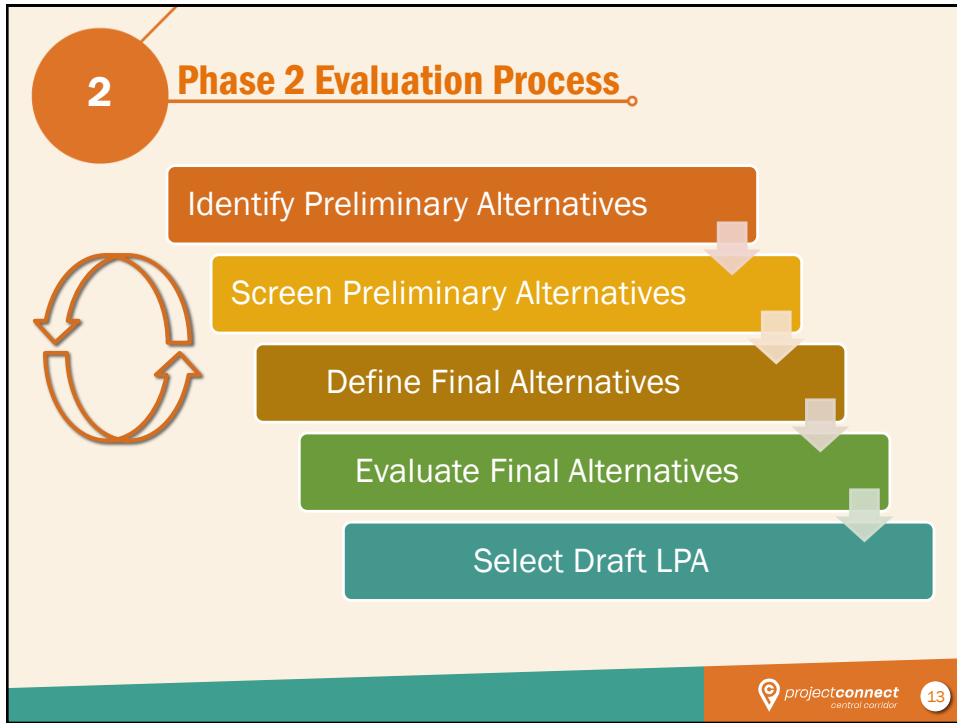 2
Phase 2 Evaluation Process
Identify Preliminary Alternatives
Screen Preliminary Alternatives
Define Final Alternatives
Evaluate Final Alternatives
Select Draft LPA
projectconnect
central corridor
13